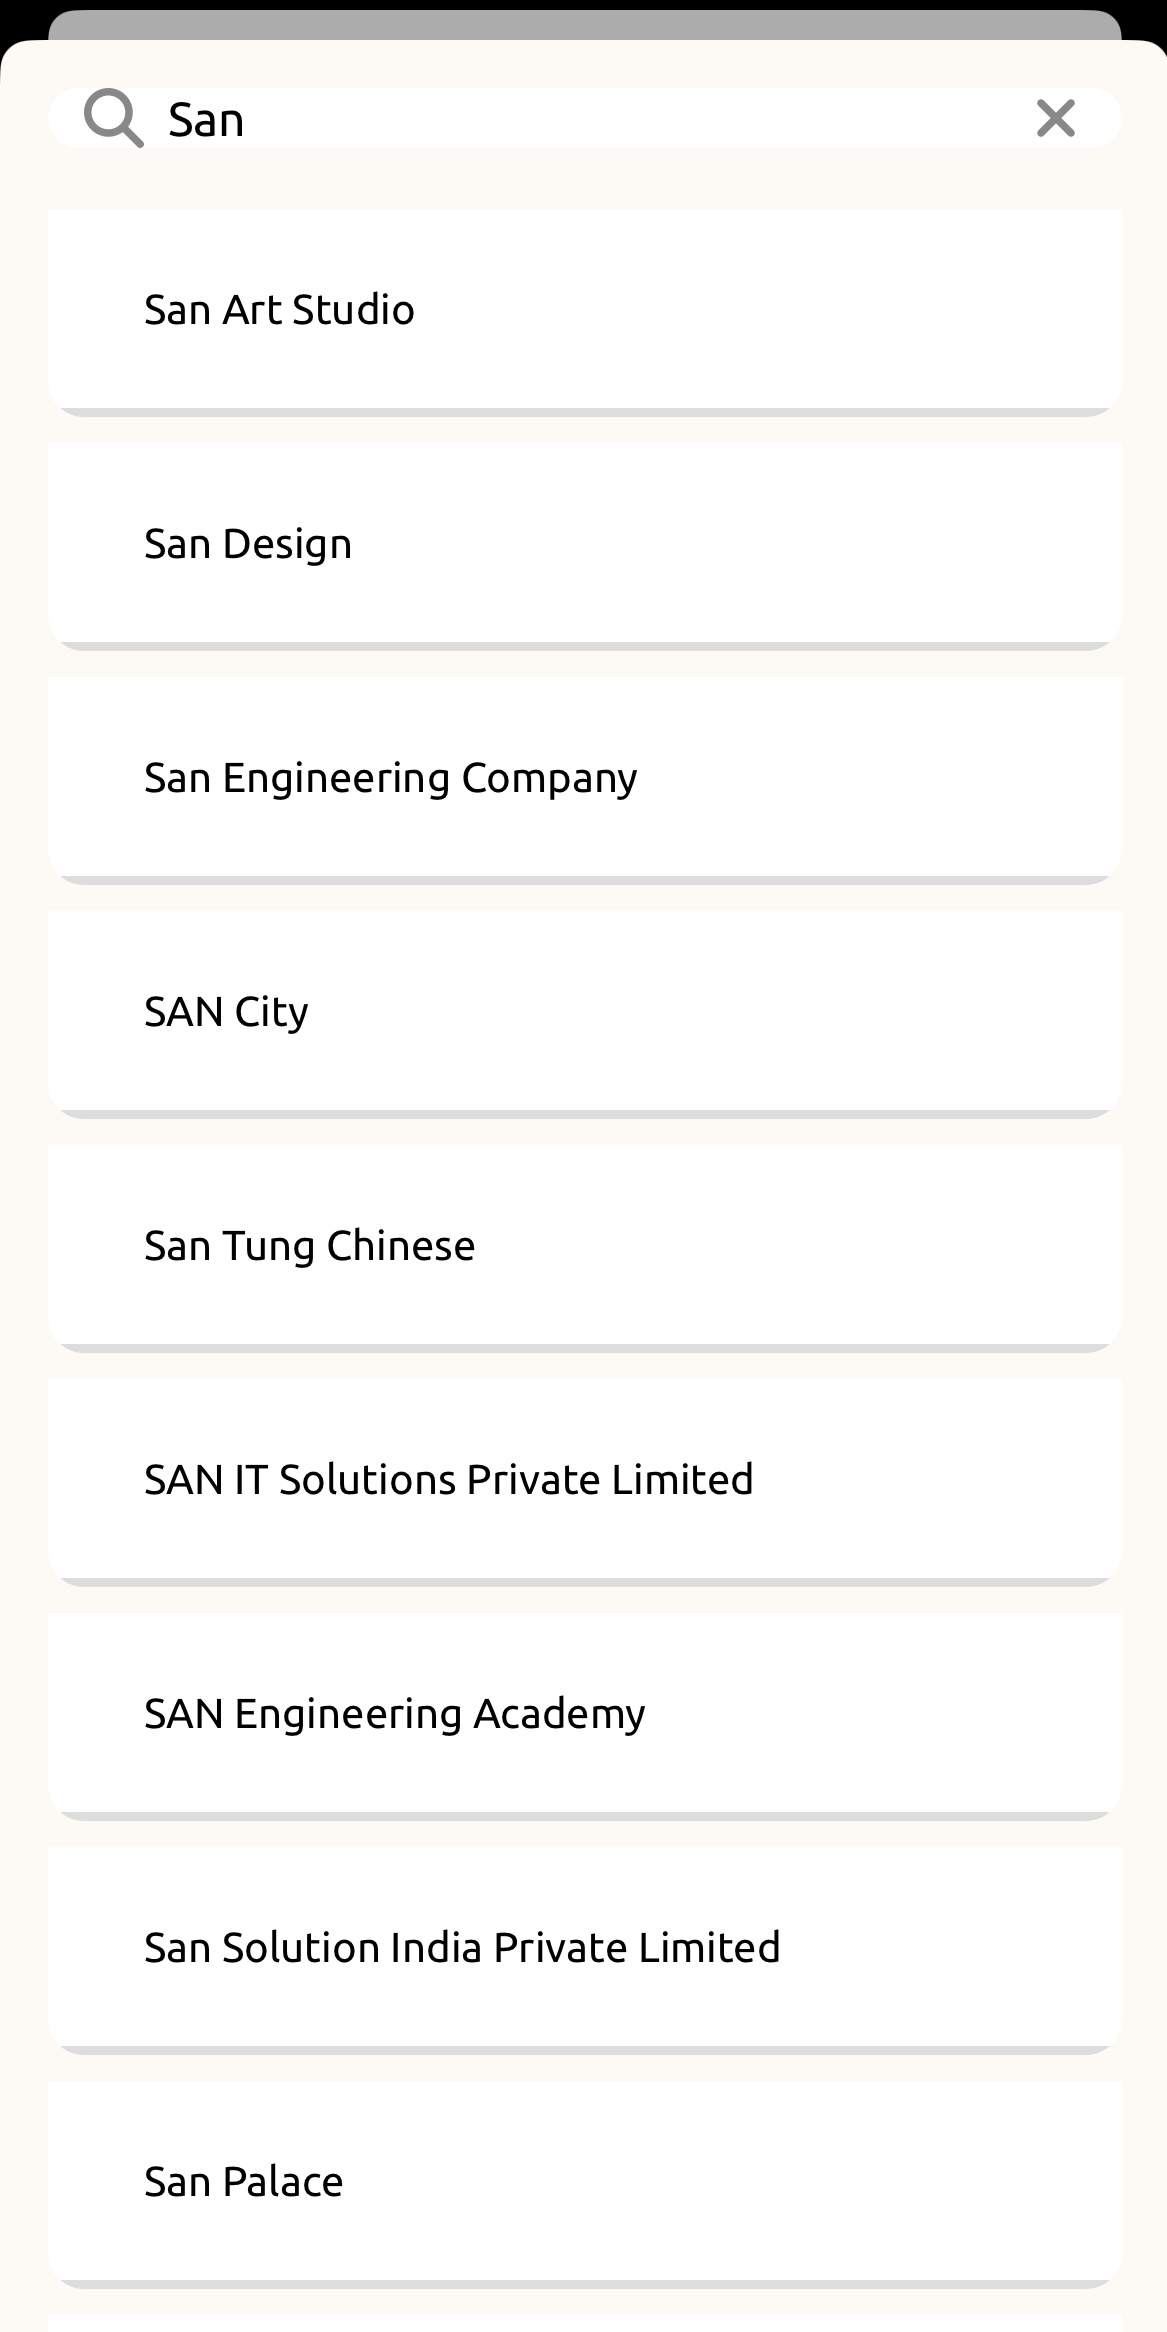 San
San Art Studio
San Design
San Engineering Company
SAN City
San Tung Chinese
SAN IT Solutions Private Limited
SAN Engineering Academy
San Solution India Private Limited
San Palace